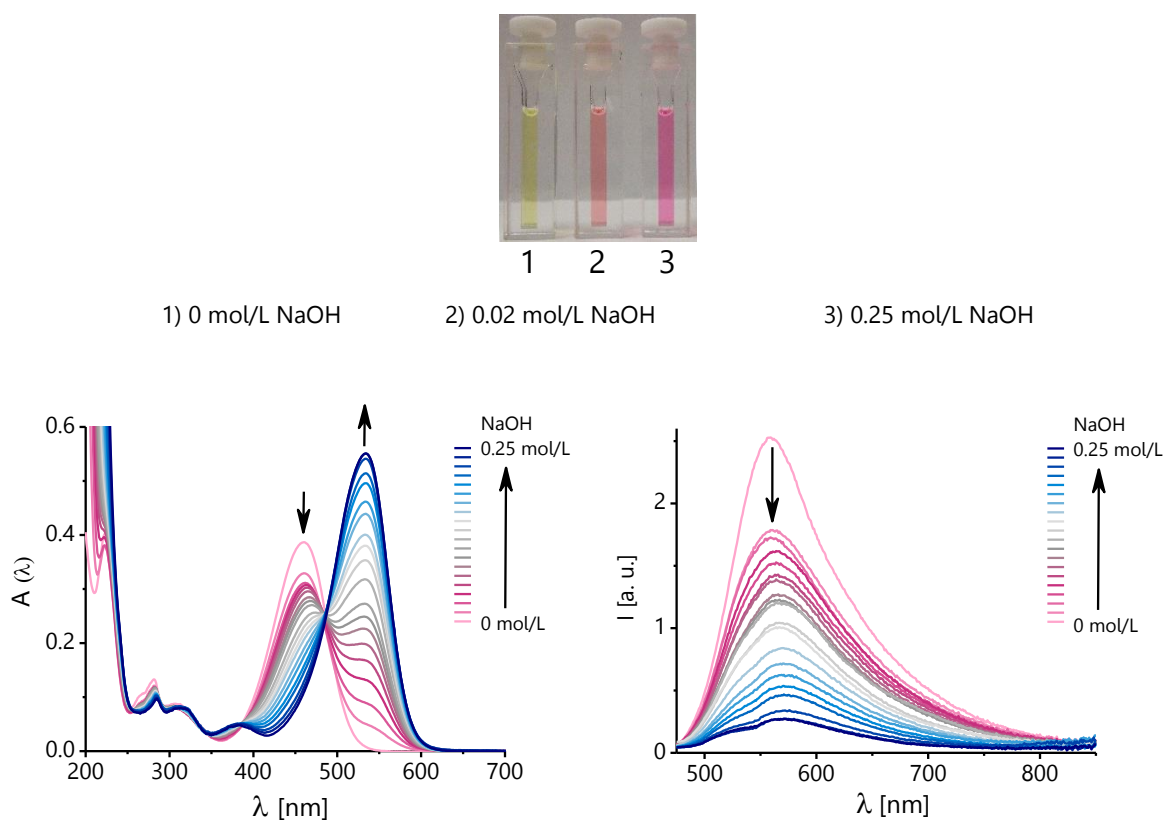 1 2 3
1) 0 mol/L NaOH 2) 0.02 mol/L NaOH 3) 0.25 mol/L NaOH
A (λ)
0.6
0.4
0.2
0.0
200 300 400 500 600 700
λ [nm]
NaOH
0.25 mol/L
0 mol/L
I [a. u.]
2
1
0
500 600 700 800
λ [nm]
NaOH
0.25 mol/L
0 mol/L